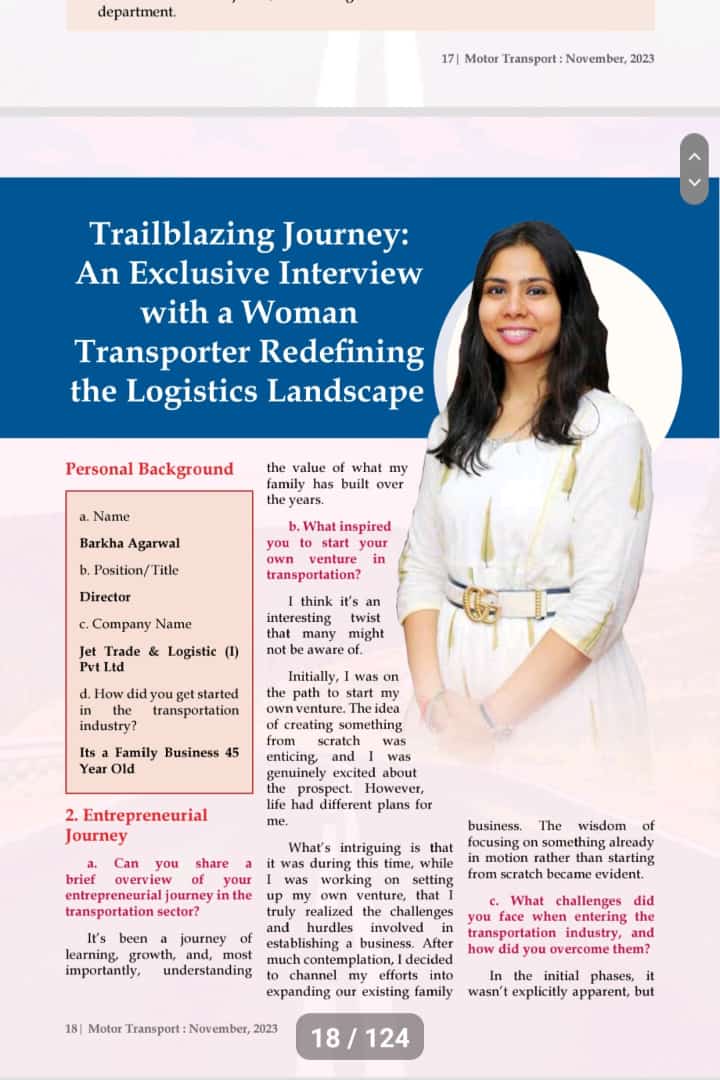 department.
17| Motor Transport : November, 2023
Trailblazing Journey:
An Exclusive Interview
with a Woman
Transporter Redefining
the Logistics Landscape
Personal Background
a. Name
Barkha Agarwal
b. Position/Title
Director
c. Company Name
Jet Trade & Logistic (I)
Pvt Ltd
d. How did you get started
in the transportation
industry?
Its a Family Business 45
Year Old
2. Entrepreneurial
Journey
a. Can you share a
brief overview of your
entrepreneurial journey in the
transportation sector?
It's been a journey of
learning, growth, and, most
importantly, understanding
the value of what my
family has built over
the years.
b. What inspired
you to start your
own venture in
transportation?
I think it's an
interesting twist
that many might
not be aware of.
Initially, I was on
the path to start my
own venture. The idea
of creating something
from scratch was
enticing, and I was
genuinely excited about
the prospect. However,
life had different plans for
me.
What's intriguing is that
it was during this time, while
I was working on setting
up my own venture, that I
truly realized the challenges
and hurdles involved in
establishing a business. After
much contemplation, I decided
to channel my efforts into
expanding our existing family
business. The wisdom of
focusing on something already
in motion rather than starting
from scratch became evident.
c. What challenges did
you face when entering the
transportation industry, and
how did you overcome them?
In the initial phases, it
wasn't explicitly apparent, but
18| Motor Transport : November, 2023
18 / 124